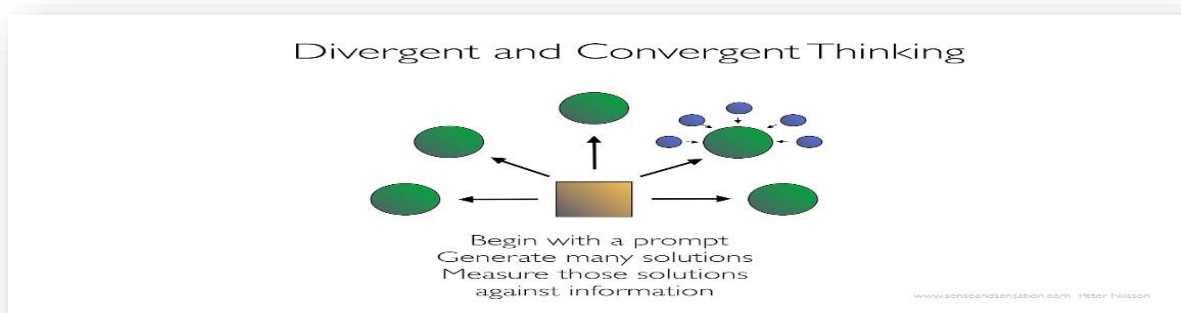 Divergent and Convergent Thinking
Begin with a prompt
Generate many solutions
Measure those solutions
against information
www.senseandsensation.com Peter Nilsson